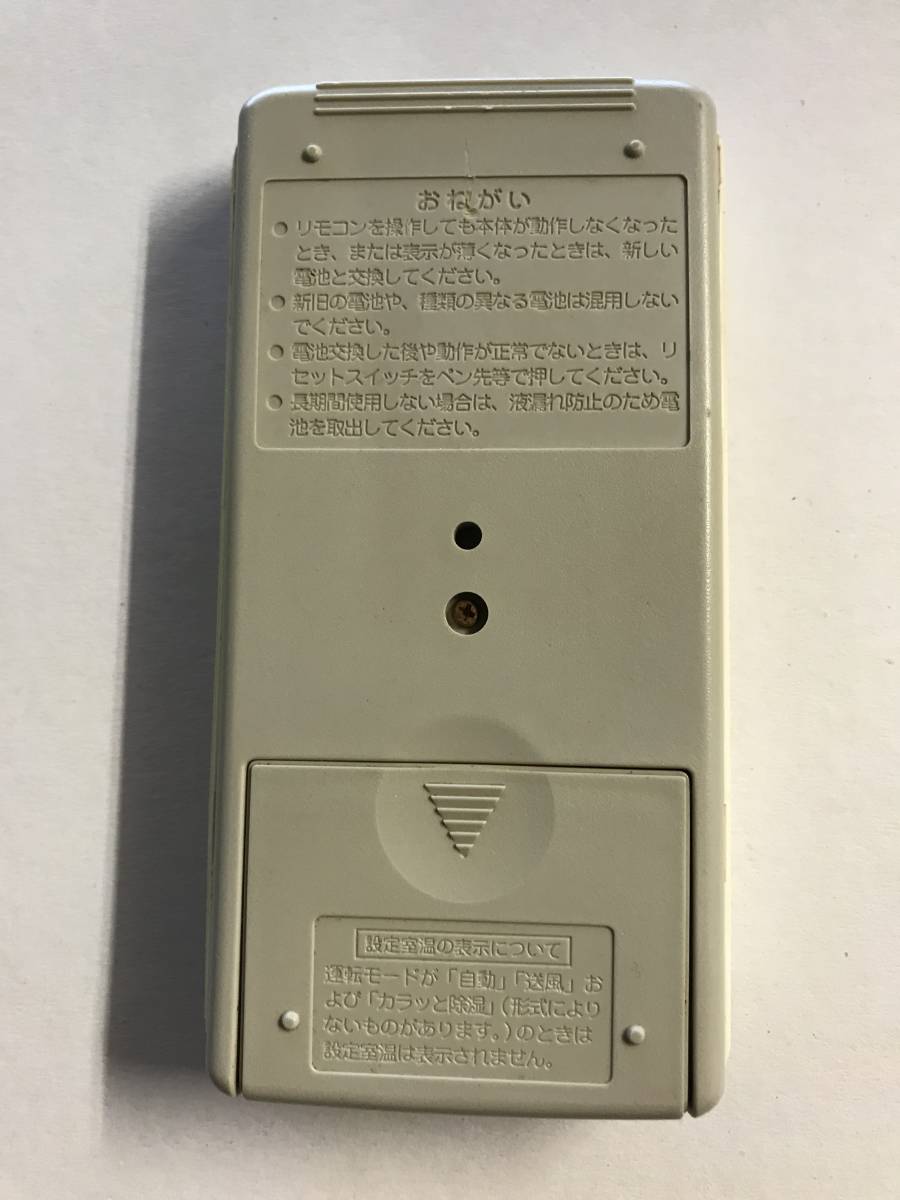 おねがい
● リモコンを操作しても本体が動作しなくなった
とき、または表示が薄くなったときは、新しい
電池と交換してください。
● 新旧の電池や、種類の異なる電池は混用しない
でください。
● 電池交換した後や動作が正常でないときは、リ
セットスイッチをペン先等で押してください。
● 長期間使用しない場合は、液漏れ防止のため電
池を取出してください。
設定室温の表示について
運転モードが「自動」「送風」お
よび「カラッと除湿」(形式により
ないものがあります。)のときは
設定室温は表示されません。